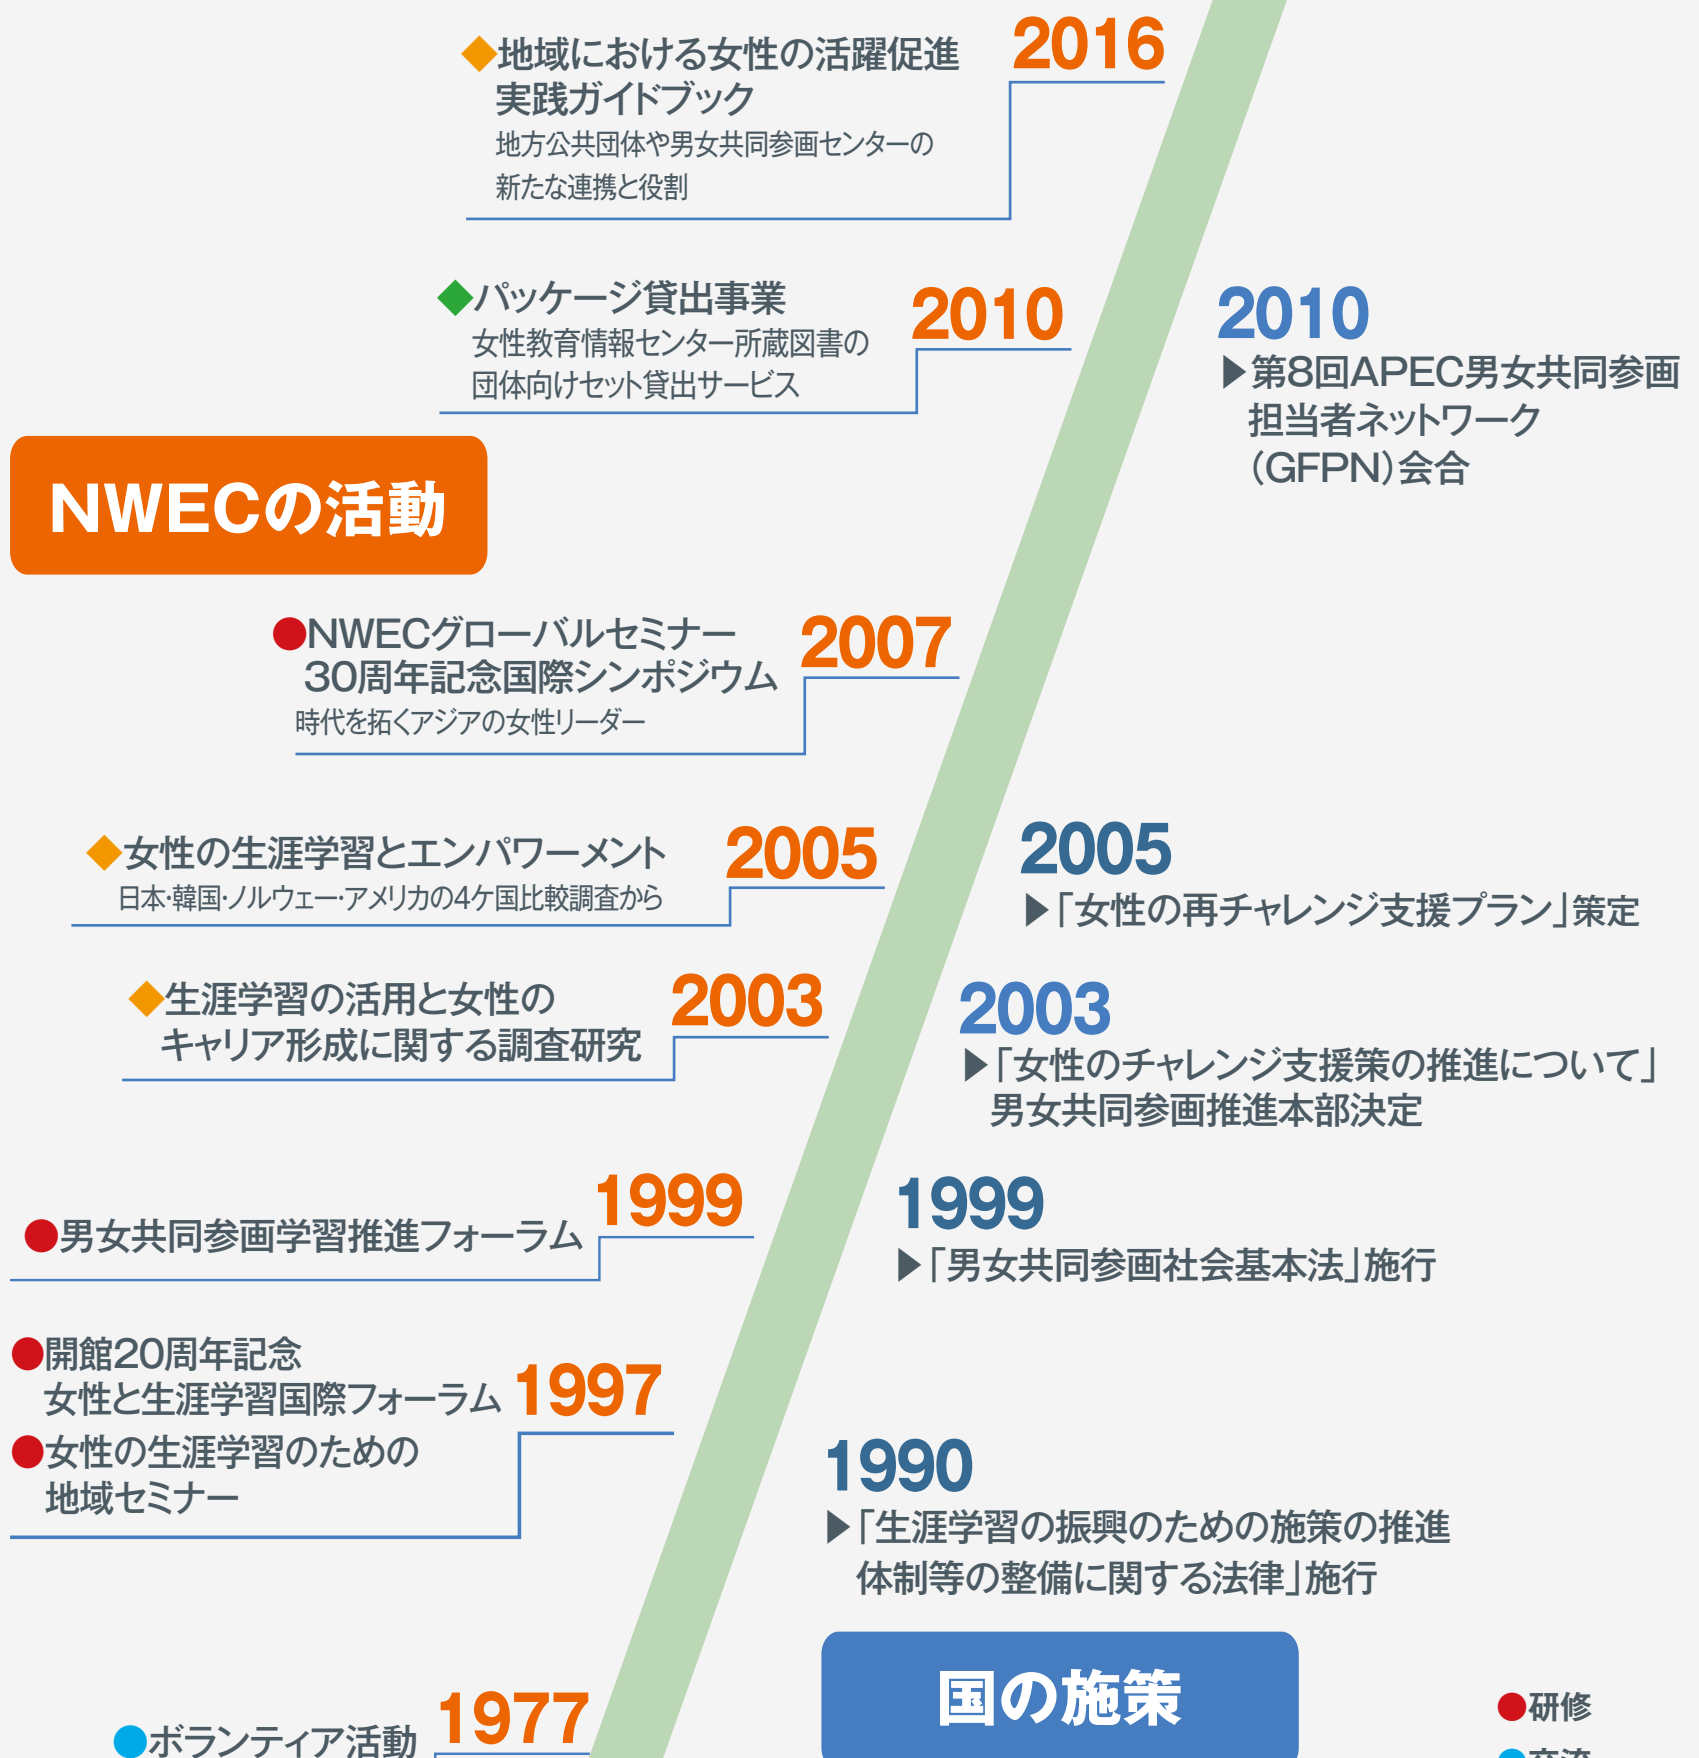 2016
◆地域における女性の活躍促進
実践ガイドブック
地方公共団体や男女共同参画センターの
新たな連携と役割
2010
◆パッケージ貸出事業
女性教育情報センター所蔵図書の
団体向けセット貸出サービス
2010
▶第8回APEC男女共同参画
担当者ネットワーク
(GFPN)会合
NWECの活動
2007
●NWECグローバルセミナー
30周年記念国際シンポジウム
時代を拓くアジアの女性リーダー
2005
◆女性の生涯学習とエンパワーメント
日本・韓国・ノルウェー・アメリカの4ケ国比較調査から
2005
▶「女性の再チャレンジ支援プラン」策定
2003
◆生涯学習の活用と女性の
キャリア形成に関する調査研究
2003
▶「女性のチャレンジ支援策の推進について」
男女共同参画推進本部決定
1999
●男女共同参画学習推進フォーラム
1999
▶「男女共同参画社会基本法」施行
1997
●開館20周年記念
女性と生涯学習国際フォーラム
●女性の生涯学習のための
地域セミナー
1990
▶「生涯学習の振興のための施策の推進
体制等の整備に関する法律」施行
国の施策
1977
●ボランティア活動
●研修
●交流